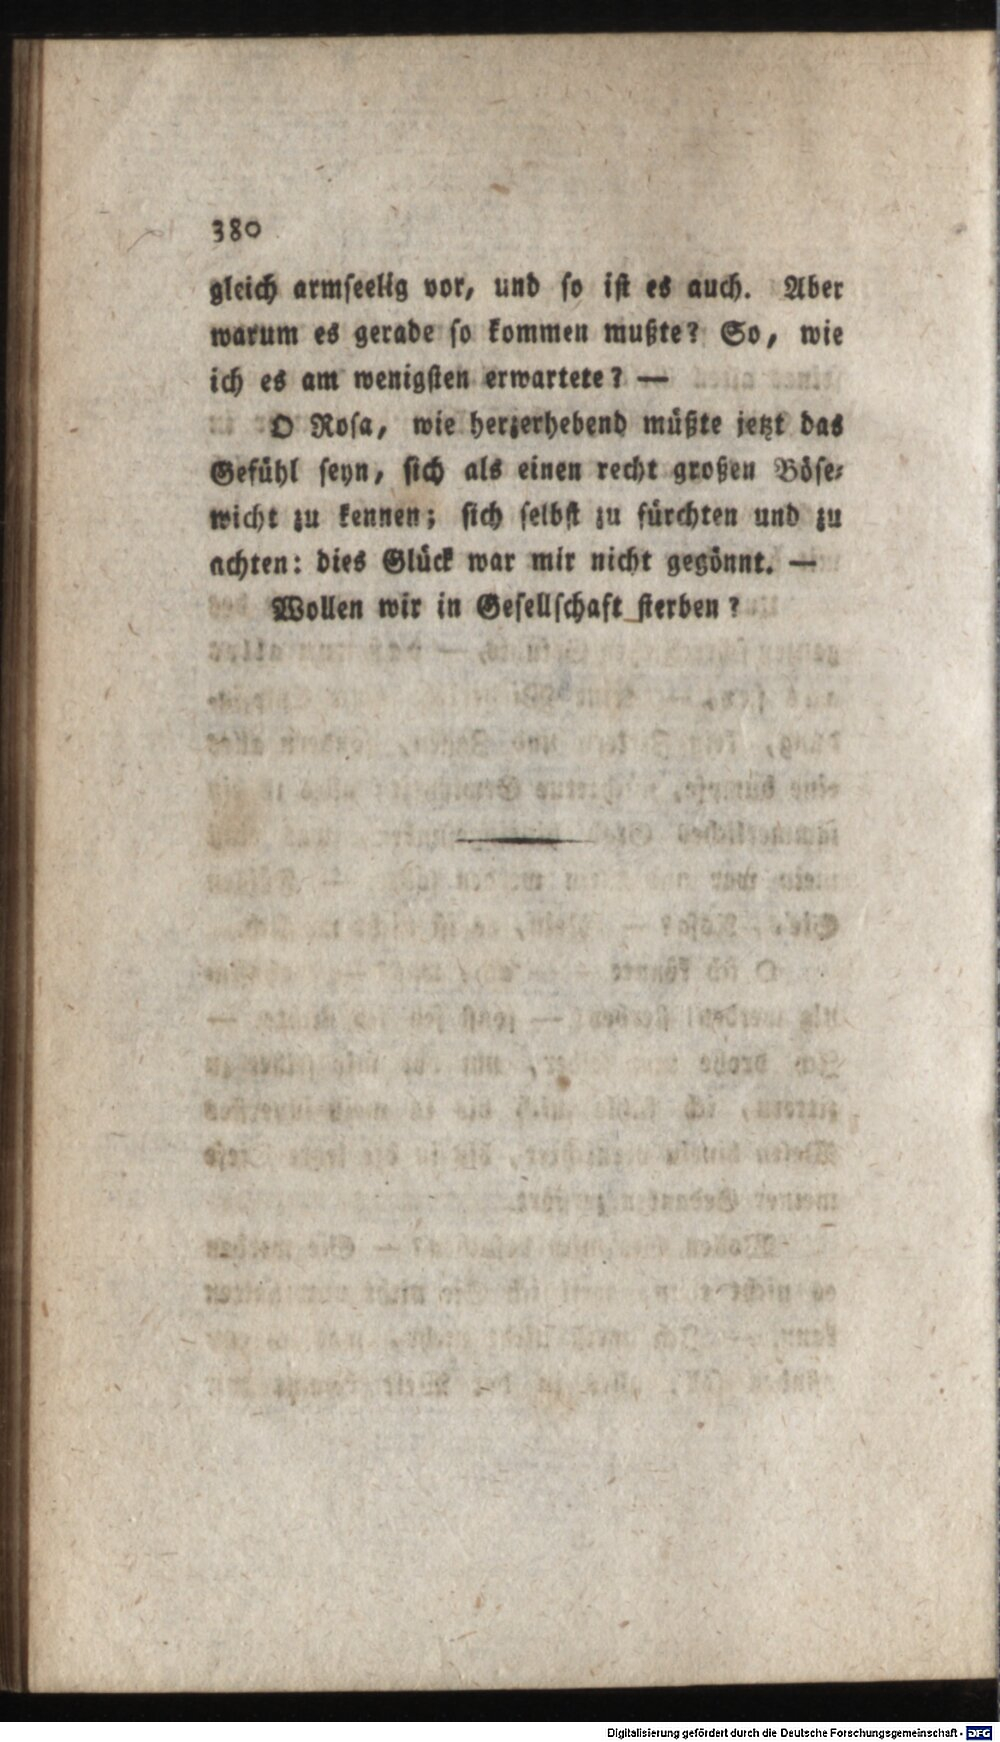 380
gleich armseelig vor, und so ist es auch. Aber
warum es gerade so kommen mußte? So, wie
ich es am wenigsten erwartete? —
O Rosa, wie herzerhebend müßte jetzt das
Gefühl seyn, sich als einen recht großen Böse-
wicht zu kennen; sich selbst zu fürchten und zu
achten: dies Glück war mir nicht gegönnt. —
Wollen wir in Gesellschaft sterben?
Digitalisierung gefördert durch die Deutsche Forschungsgemeinschaft - DFG